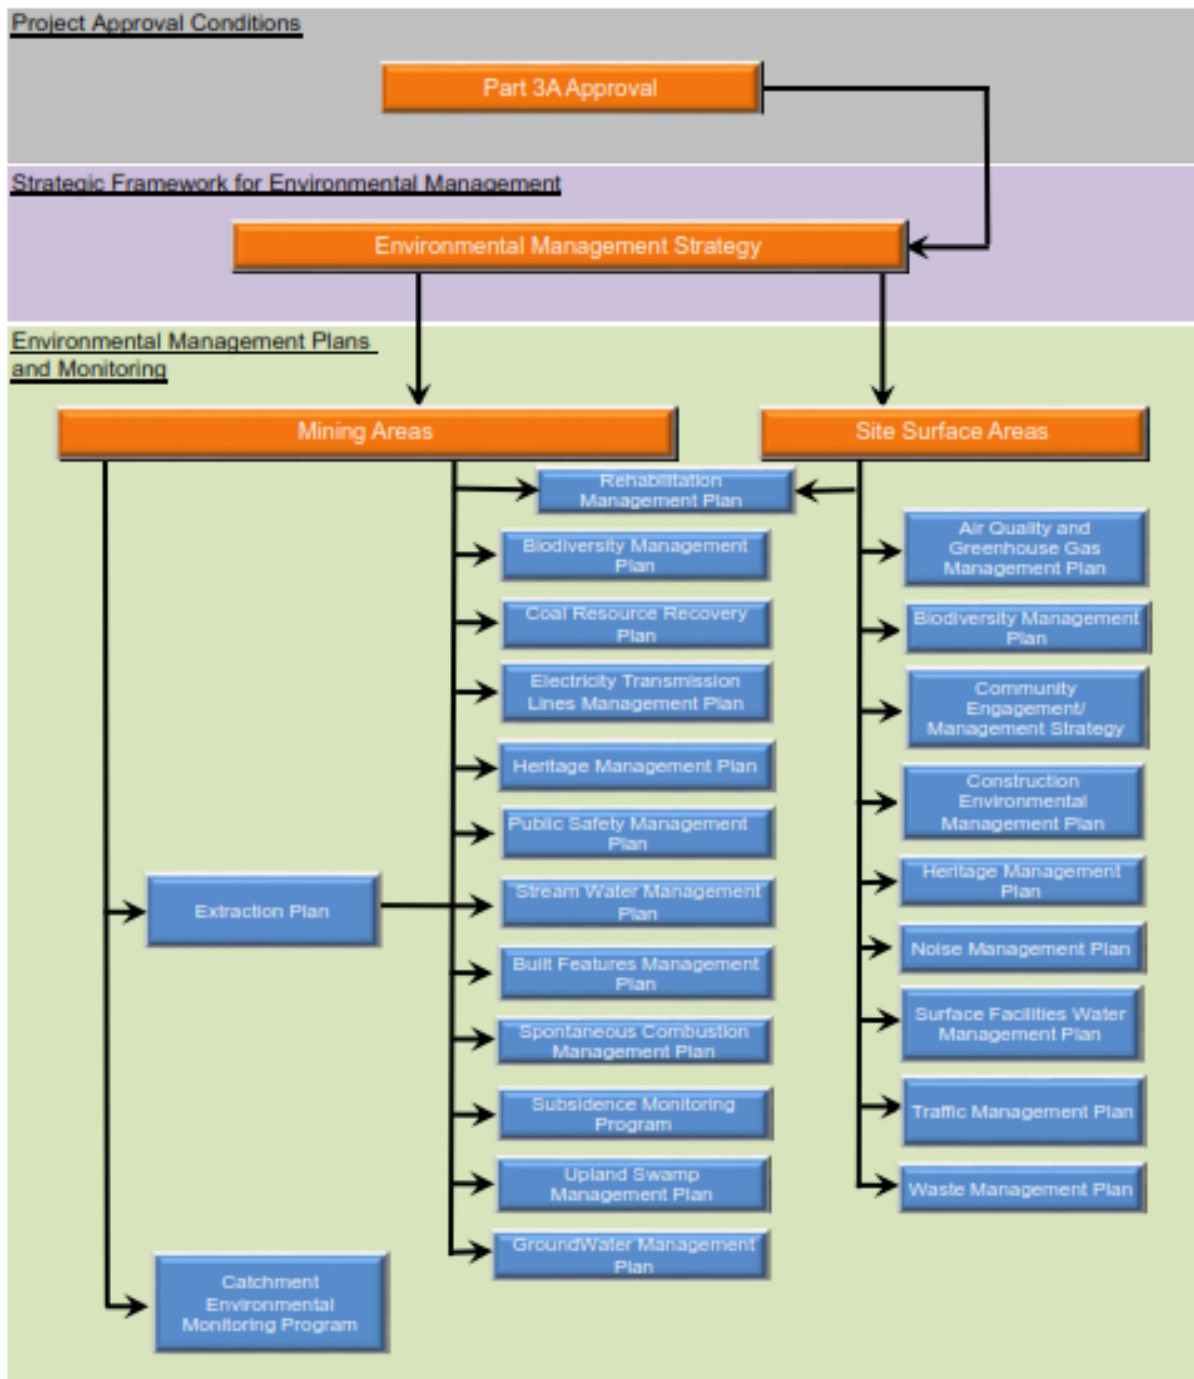 Project Approval Conditions
Part 3A Approval
Strategic Framework for Environmental Management
Environmental Management Strategy
Environmental Management Plans
and Monitoring
Mining Areas
Site Surface Areas
Rehabilitation
Management Plan
Biodiversity Management
Plan
Coal Resource Recovery
Plan
Electricity Transmission
Lines Management Plan
Heritage Management Plan
Public Safety Management
Plan
Extraction Plan
Stream Water Management
Plan
Built Features Management
Plan
Spontaneous Combustion
Management Plan
Subsidence Monitoring
Program
Upland Swamp
Management Plan
GroundWater Management
Plan
Catchment
Environmental
Monitoring Program
Air Quality and
Greenhouse Gas
Management Plan
Biodiversity Management
Plan
Community
Engagement/
Management Strategy
Construction
Environmental
Management Plan
Heritage Management
Plan
Noise Management Plan
Surface Facilities Water
Management Plan
Traffic Management Plan
Waste Management Plan